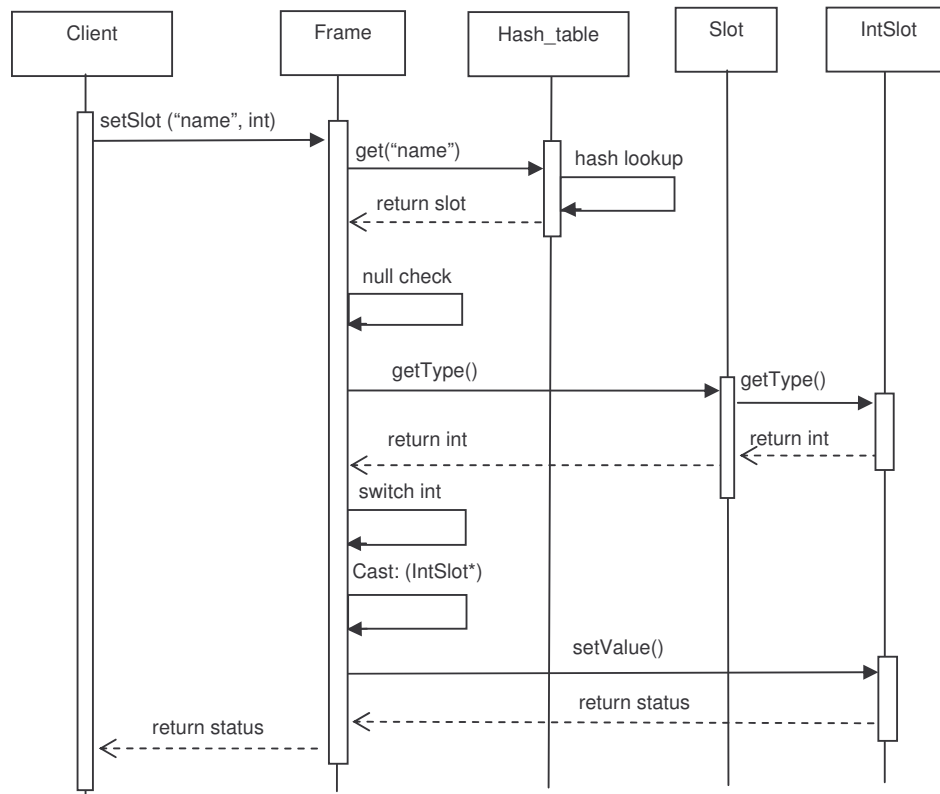 Client
Frame
Hash_table
Slot
IntSlot
setSlot (“name”, int)
get(“name”)
hash lookup
return slot
null check
getType()
getType()
return int
return int
switch int
Cast: (IntSlot*)
setValue()
return status
return status